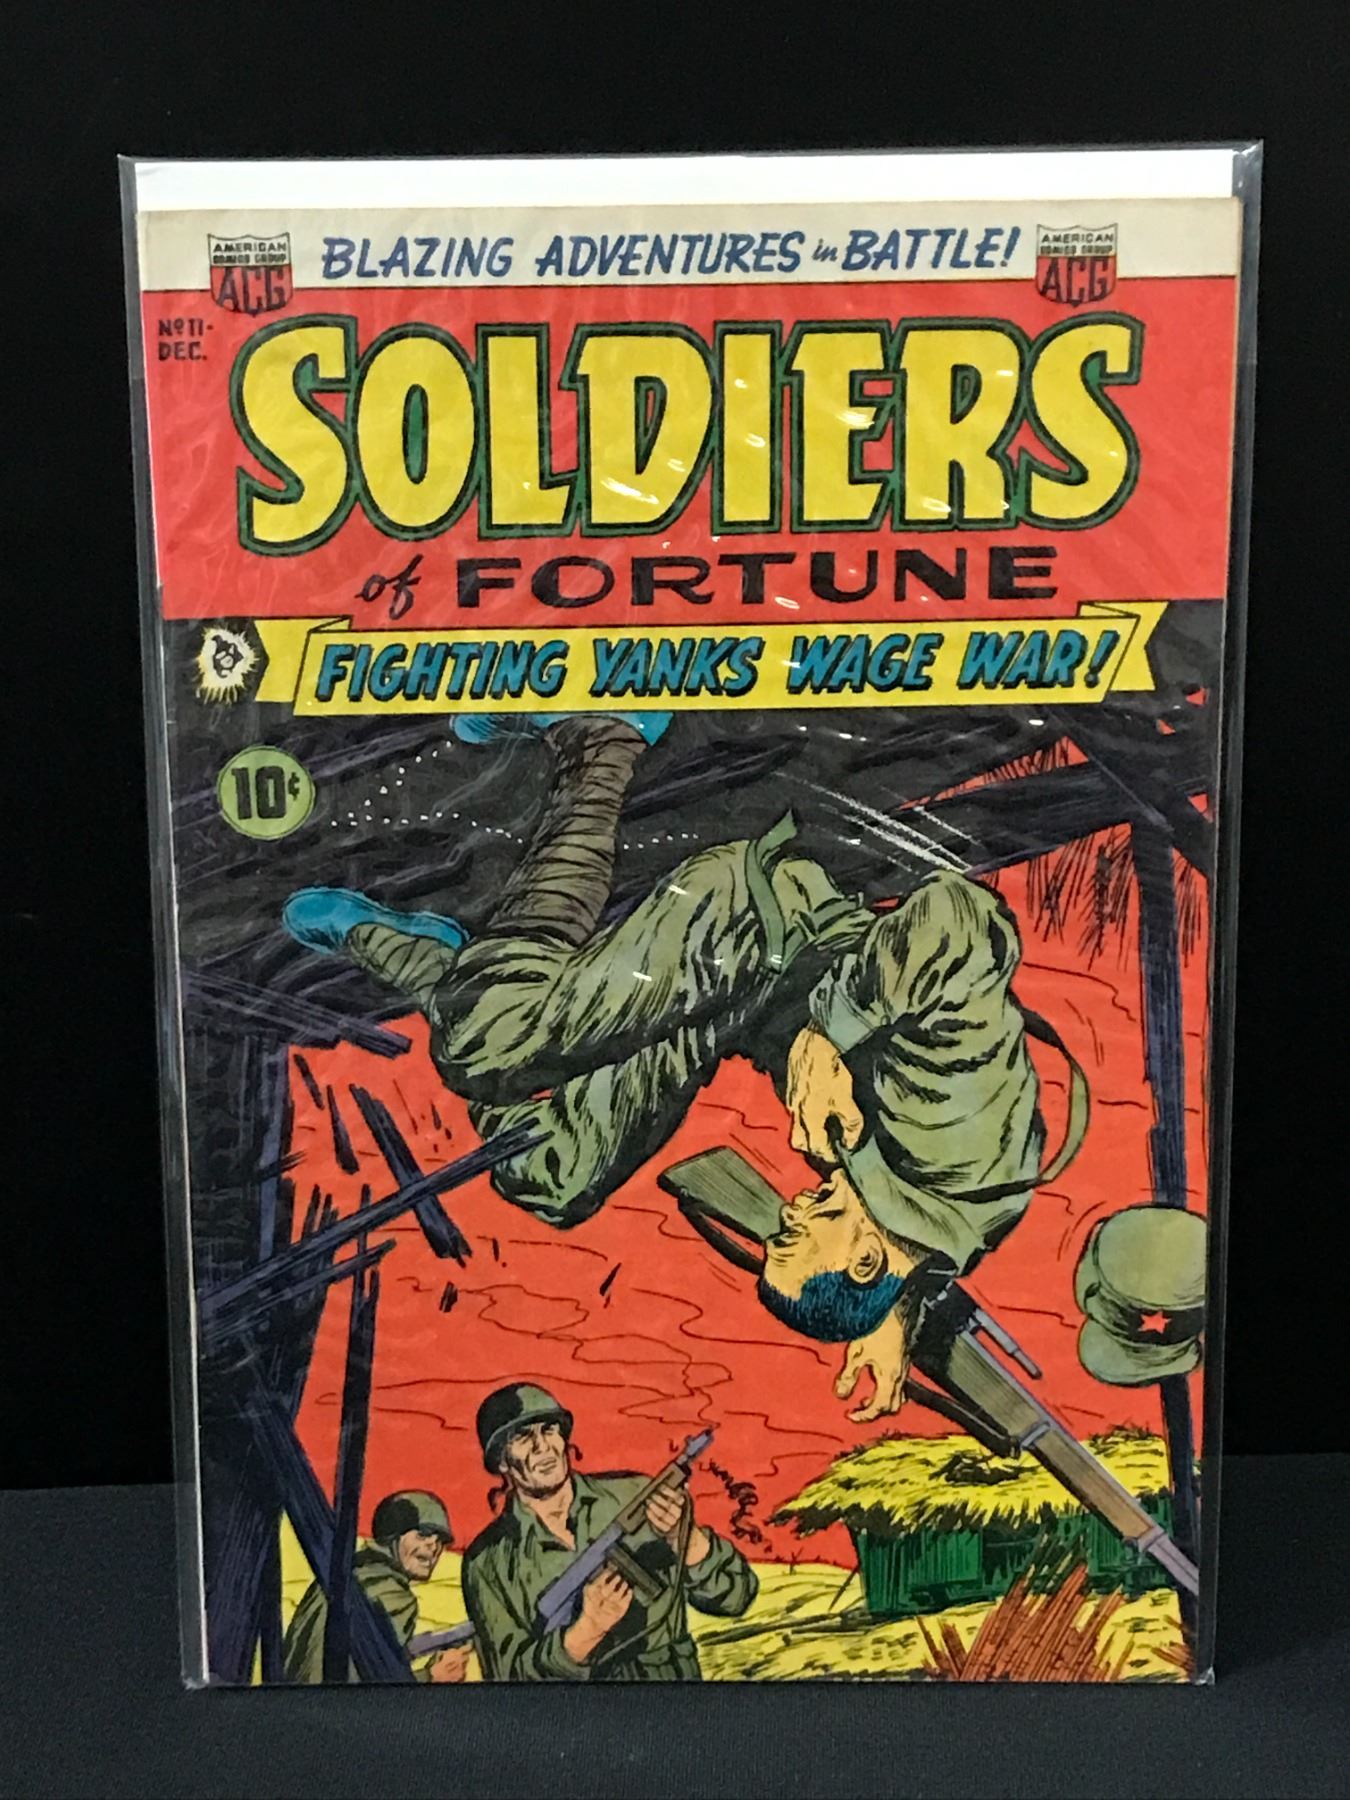 BLAZING ADVENTURES in BATTLE!
AMERICAN
COMICS GROUP
ACG
AMERICAN
COMICS GROUP
ACG
No 11-
DEC.
SOLDIERS
of FORTUNE
FIGHTING YANKS WAGE WAR!
10¢